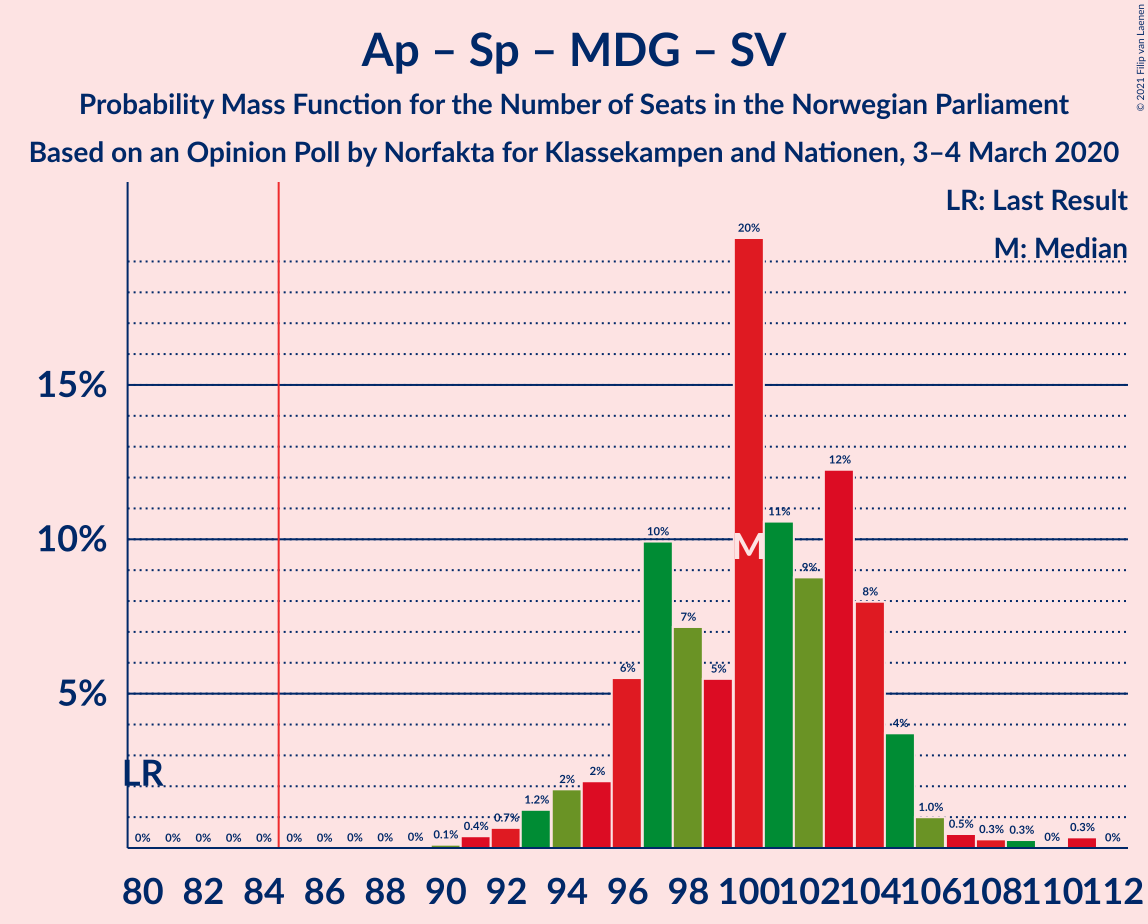 Ap – Sp – MDG – SV
Probability Mass Function for the Number of Seats in the Norwegian Parliament
Based on an Opinion Poll by Norfakta for Klassekampen and Nationen, 3–4 March 2020
© 2021 Filip van Laenen
LR: Last Result
M: Median
15%
10%
5%
LR
M
0% 0% 0% 0% 0% 0% 0% 0% 0% 0% 0.1% 0.4% 0.7% 1.2% 2% 2% 6% 10% 7% 5% 20% 11% 9% 12% 8% 4% 1.0% 0.5% 0.3% 0.3% 0% 0.3% 0%
80 82 84 86 88 90 92 94 96 98 100 102 104 106 108 110 112